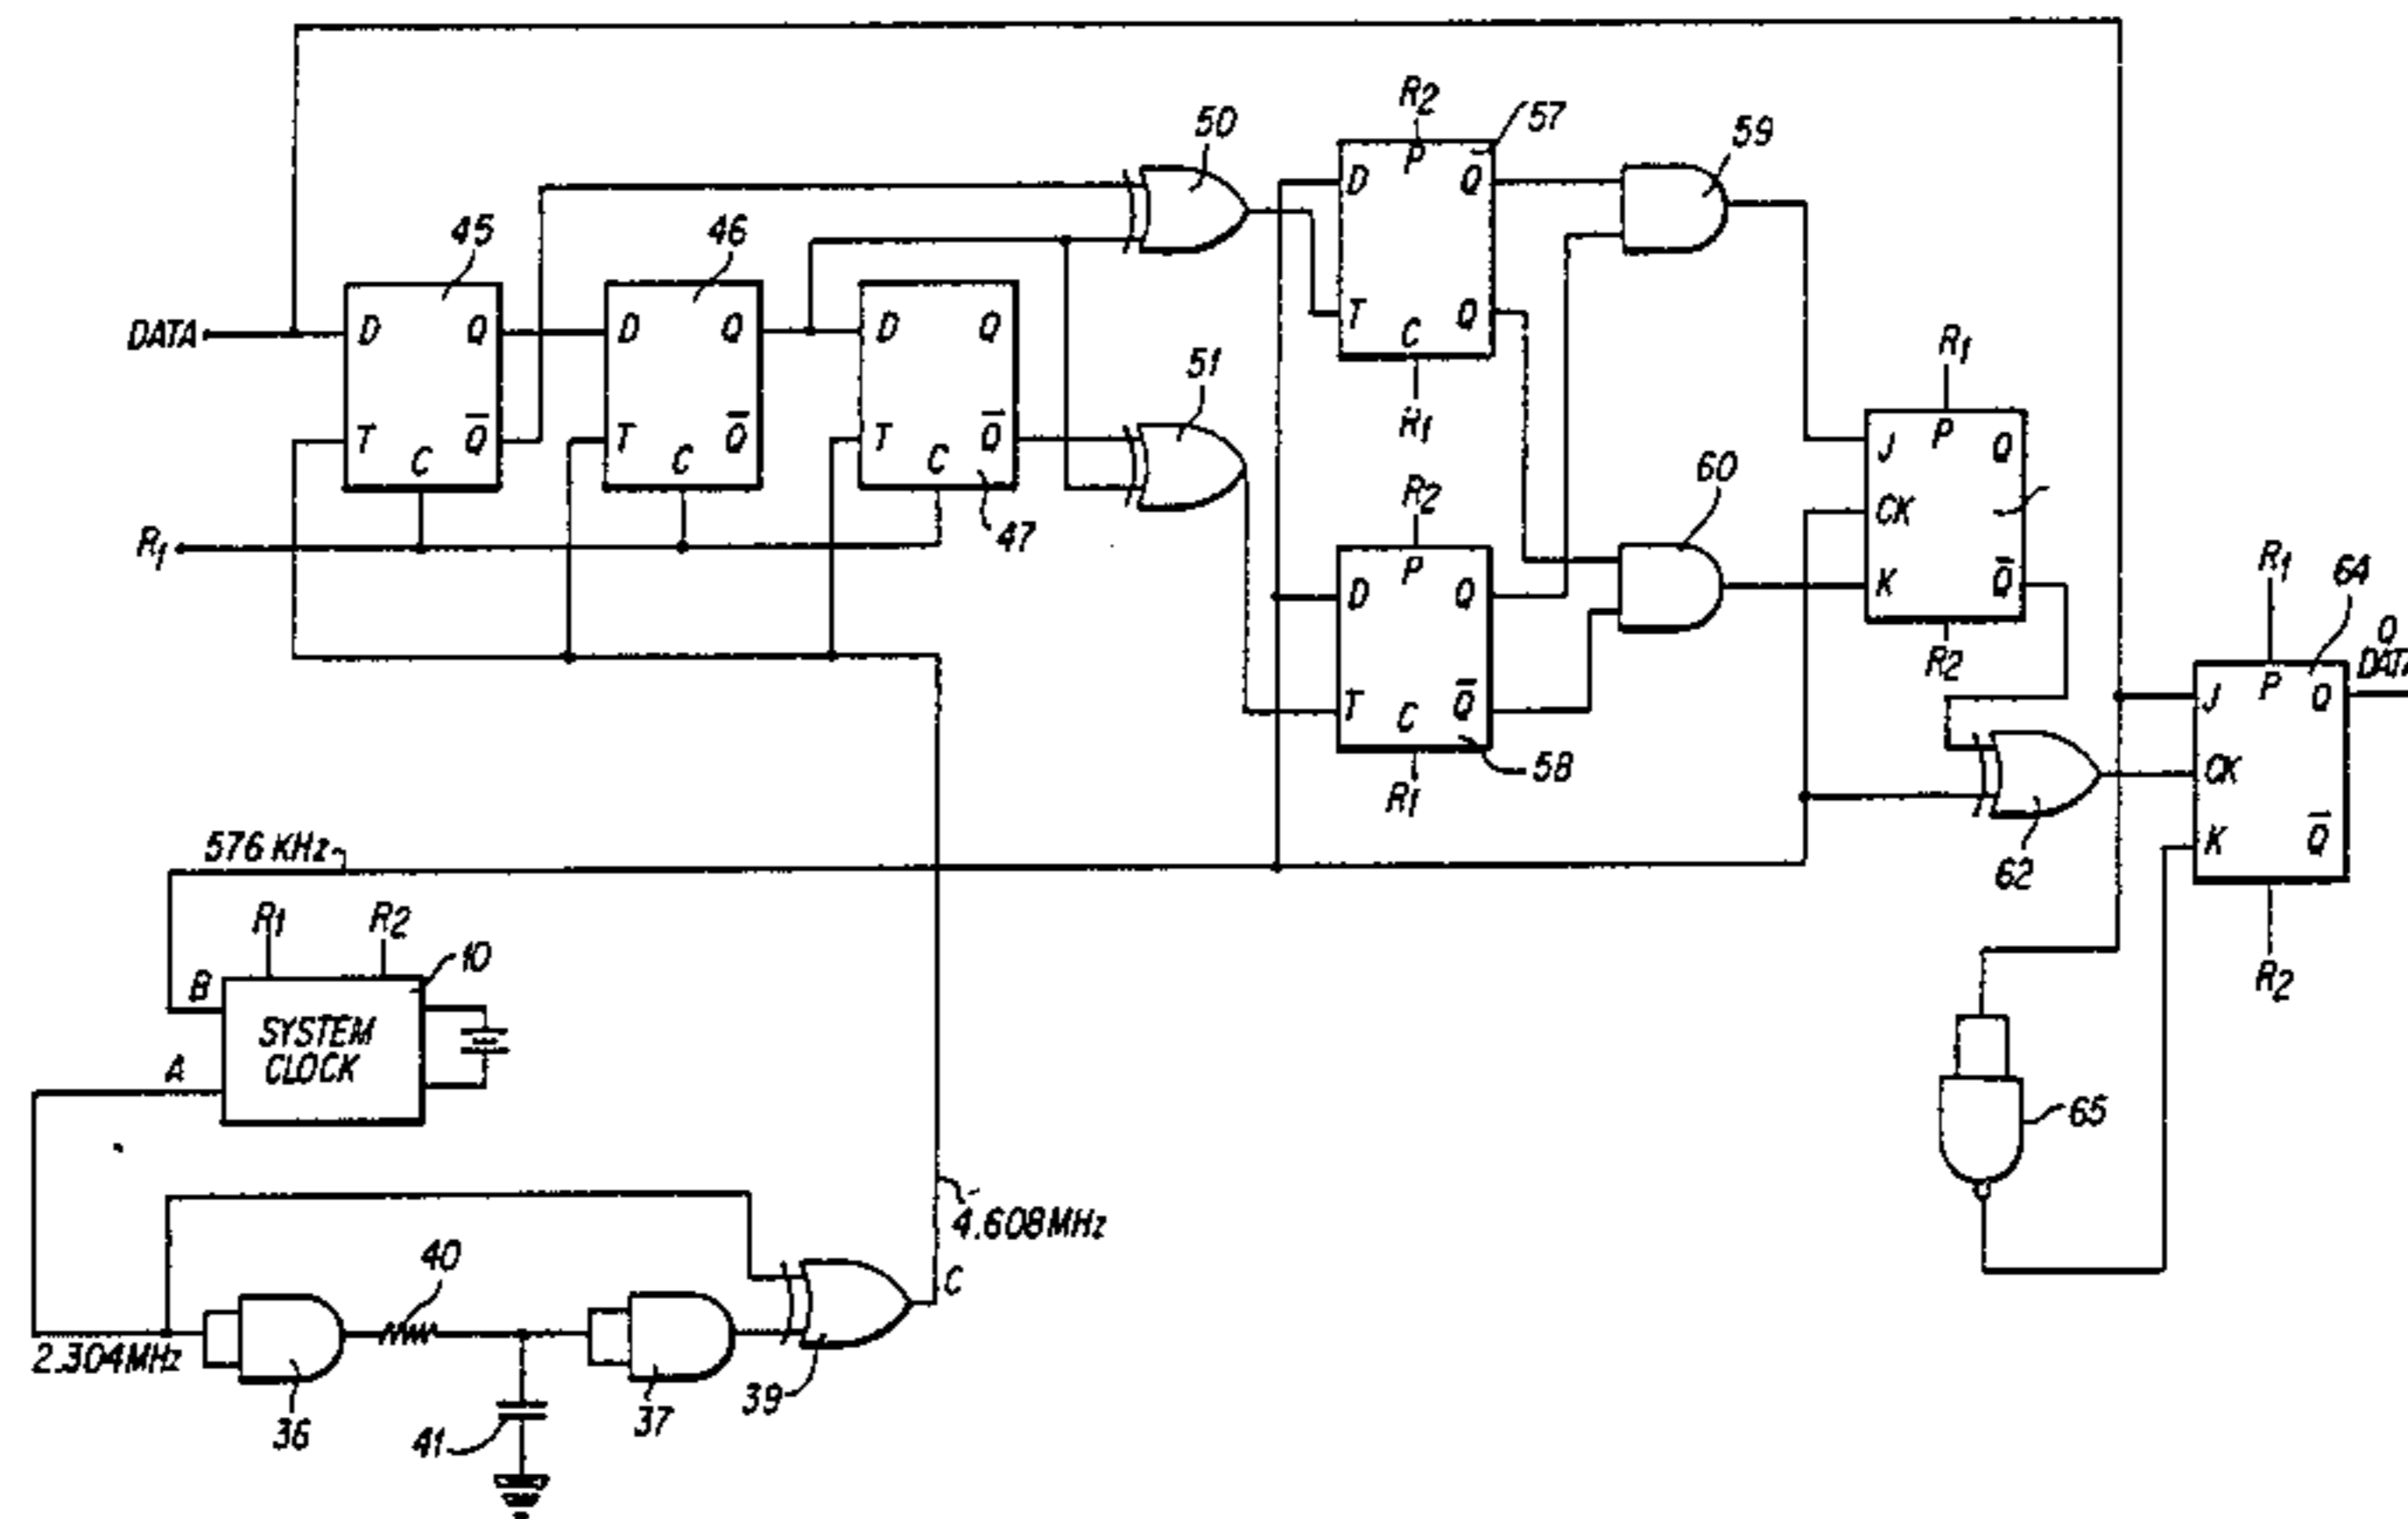 50
R2
57
59
P
D
Q̄
T
C
Q
R1
45
46
DATA
D
Q
D
Q
D
Q
T
Q̄
T
Q̄
T
Q̄
C
C
C
47
R1
51
R2
P
D
Q
T
C
Q̄
58
R1
60
R1
P
J
Q
CK
K
Q̄
R2
R1
64
Q
DATA
J
P
Q
CK
K
Q̄
62
R2
576 KHz
R1
R2
10
B
SYSTEM
CLOCK
A
65
4.608MHz
C
40
2.304MHz
36
41
37
39